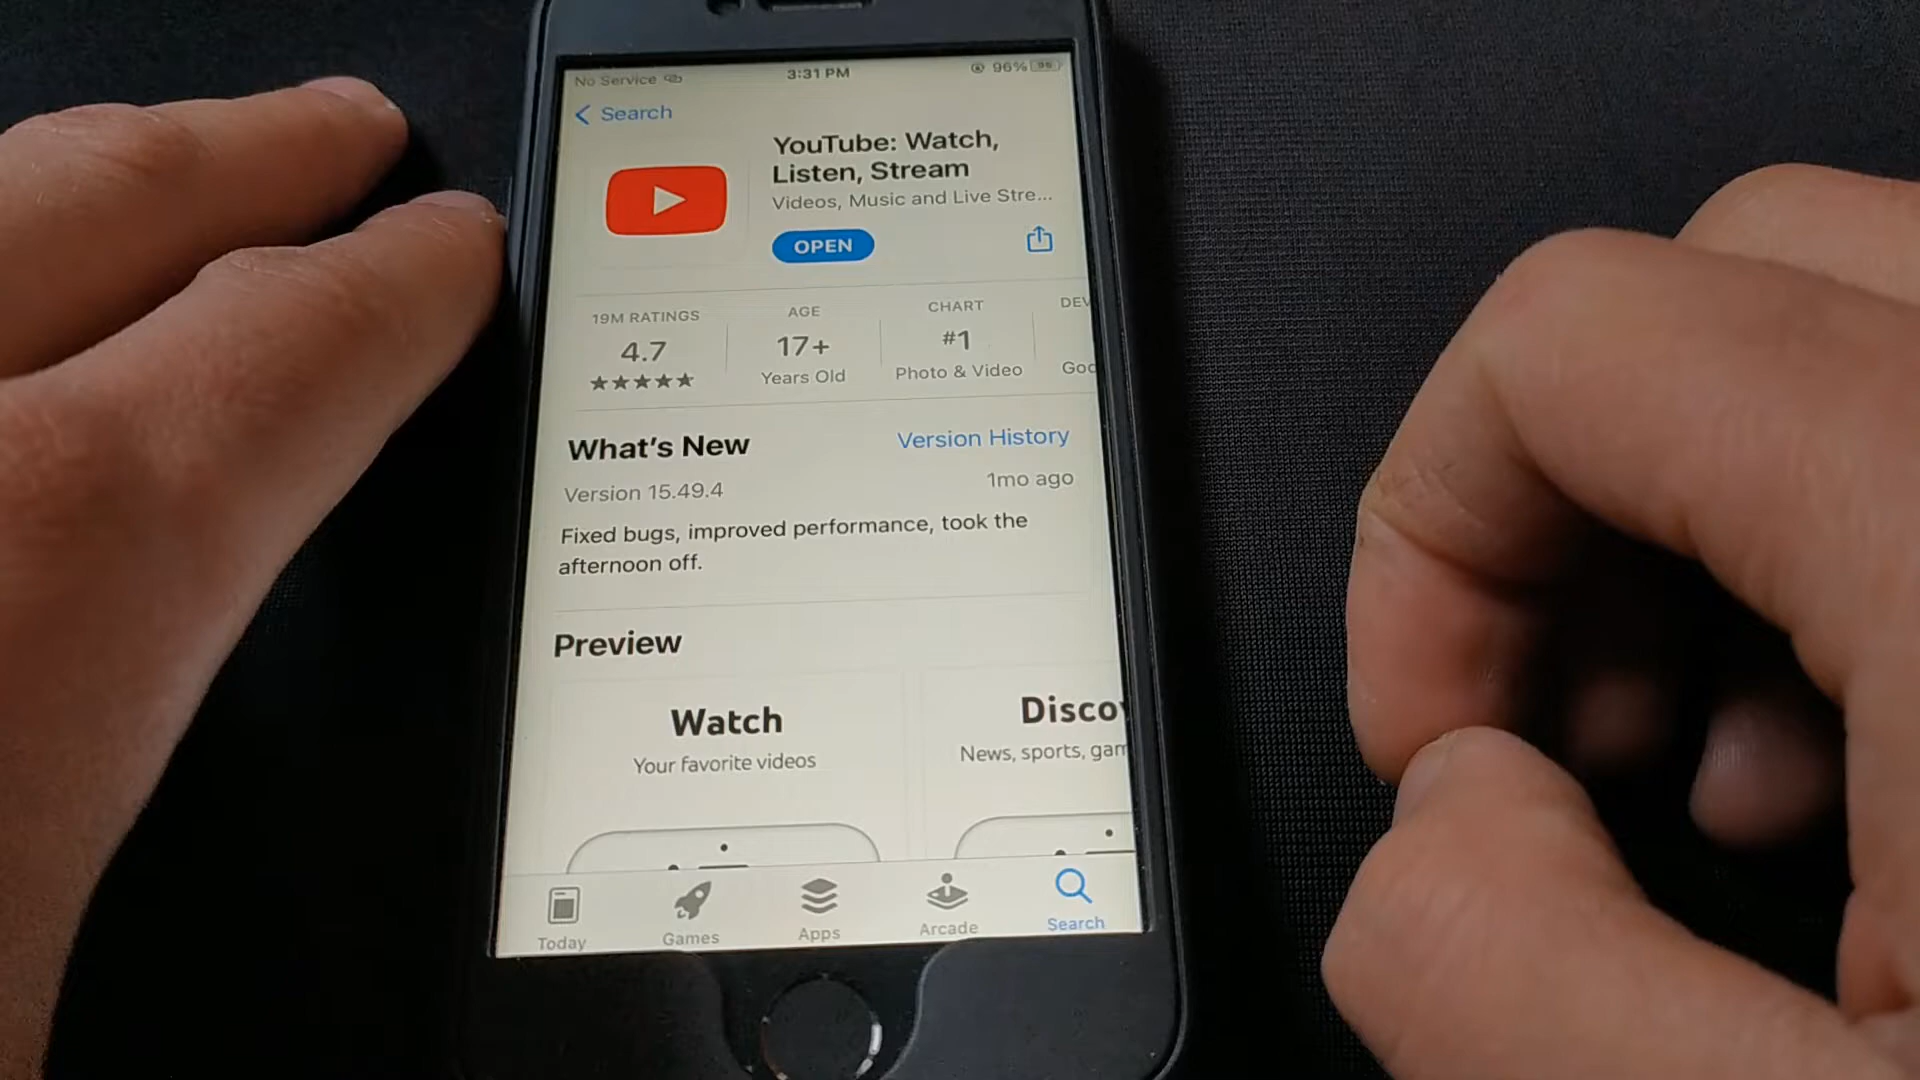 No Service
3:31 PM
96%
Search
YouTube: Watch,
Listen, Stream
Videos, Music and Live Stre...
OPEN
19M RATINGS
4.7
★★★★★
AGE
17+
Years Old
CHART
#1
Photo & Video
DEV
Goo
What's New
Version History
Version 15.49.4
1mo ago
Fixed bugs, improved performance, took the
afternoon off.
Preview
Watch
Your favorite videos
Disco
News, sports, gam
Today
Games
Apps
Arcade
Search